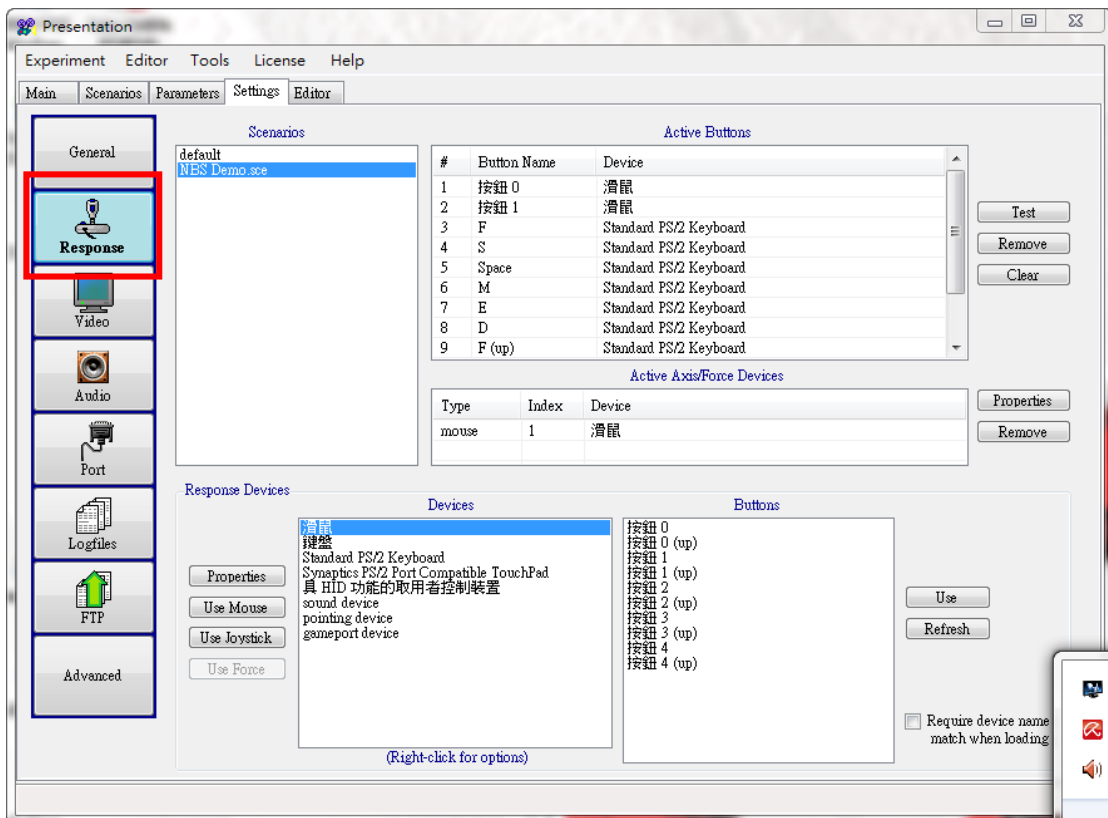 Presentation
Experiment Editor Tools License Help
Main Scenarios Parameters Settings Editor
General
Response
Video
Audio
Port
Logfiles
FTP
Advanced
Scenarios
default
NBS Demo.sce
Active Buttons
# Button Name Device
1 按鈕 0 滑鼠
2 按鈕 1 滑鼠
3 F Standard PS/2 Keyboard
4 S Standard PS/2 Keyboard
5 Space Standard PS/2 Keyboard
6 M Standard PS/2 Keyboard
7 E Standard PS/2 Keyboard
8 D Standard PS/2 Keyboard
9 F (up) Standard PS/2 Keyboard
Test
Remove
Clear
Active Axis/Force Devices
Type Index Device
mouse 1 滑鼠
Properties
Remove
Response Devices
Properties
Use Mouse
Use Joystick
Use Force
Devices
滑鼠
鍵盤
Standard PS/2 Keyboard
Synaptics PS/2 Port Compatible TouchPad
具 HID 功能的取用者控制裝置
sound device
pointing device
gameport device
(Right-click for options)
Buttons
按鈕 0
按鈕 0 (up)
按鈕 1
按鈕 1 (up)
按鈕 2
按鈕 2 (up)
按鈕 3
按鈕 3 (up)
按鈕 4
按鈕 4 (up)
Use
Refresh
Require device name
match when loading